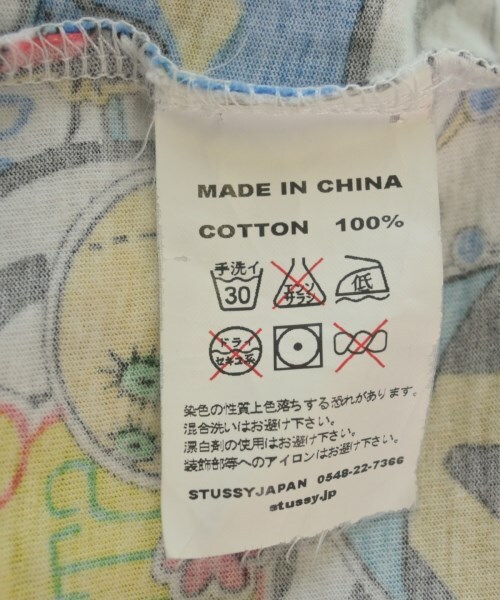 MADE IN CHINA
COTTON 100%
手洗イ
30
エンソ
サラシ
低
ドライ
セキユ系
染色の性質上色落ちする恐れがあります。
混合洗いはお避け下さい。
漂白剤の使用はお避け下さい。
装飾部等へのアイロンはお避け下さい。
STUSSYJAPAN 0548-22-7366
stussy.jp